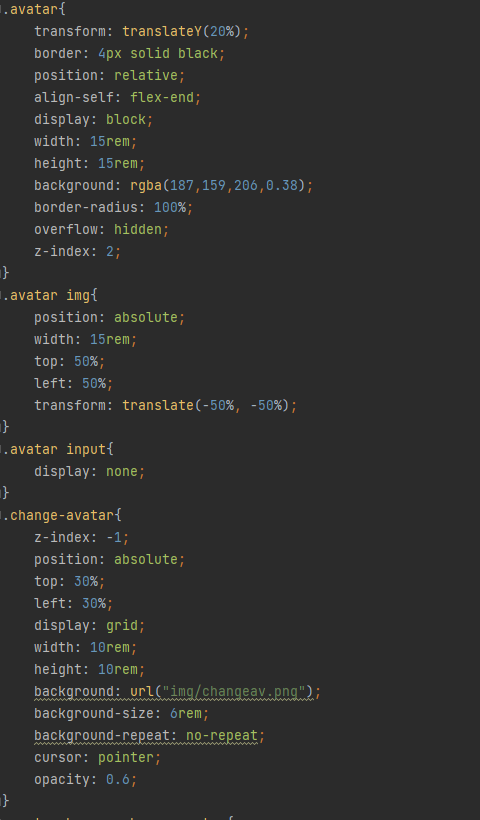 .avatar{
transform: translateY(20%);
border: 4px solid black;
position: relative;
align-self: flex-end;
display: block;
width: 15rem;
height: 15rem;
background: rgba(187,159,206,0.38);
border-radius: 100%;
overflow: hidden;
z-index: 2;
}
.avatar img{
position: absolute;
width: 15rem;
top: 50%;
left: 50%;
transform: translate(-50%, -50%);
}
.avatar input{
display: none;
}
.change-avatar{
z-index: -1;
position: absolute;
top: 30%;
left: 30%;
display: grid;
width: 10rem;
height: 10rem;
background: url("img/changeav.png");
background-size: 6rem;
background-repeat: no-repeat;
cursor: pointer;
opacity: 0.6;
}